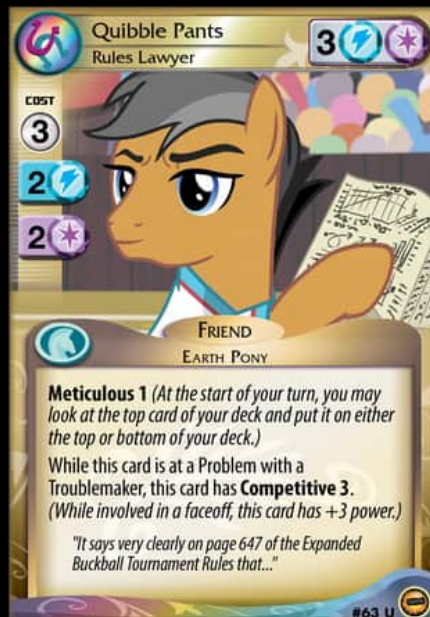 Quibble Pants
Rules Lawyer
3
COST
3
2
2
FRIEND
EARTH PONY
Meticulous 1 (At the start of your turn, you may
look at the top card of your deck and put it on either
the top or bottom of your deck.)
While this card is at a Problem with a
Troublemaker, this card has Competitive 3.
(While involved in a faceoff, this card has +3 power.)
"It says very clearly on page 647 of the Expanded
Buckball Tournament Rules that..."
#63 U